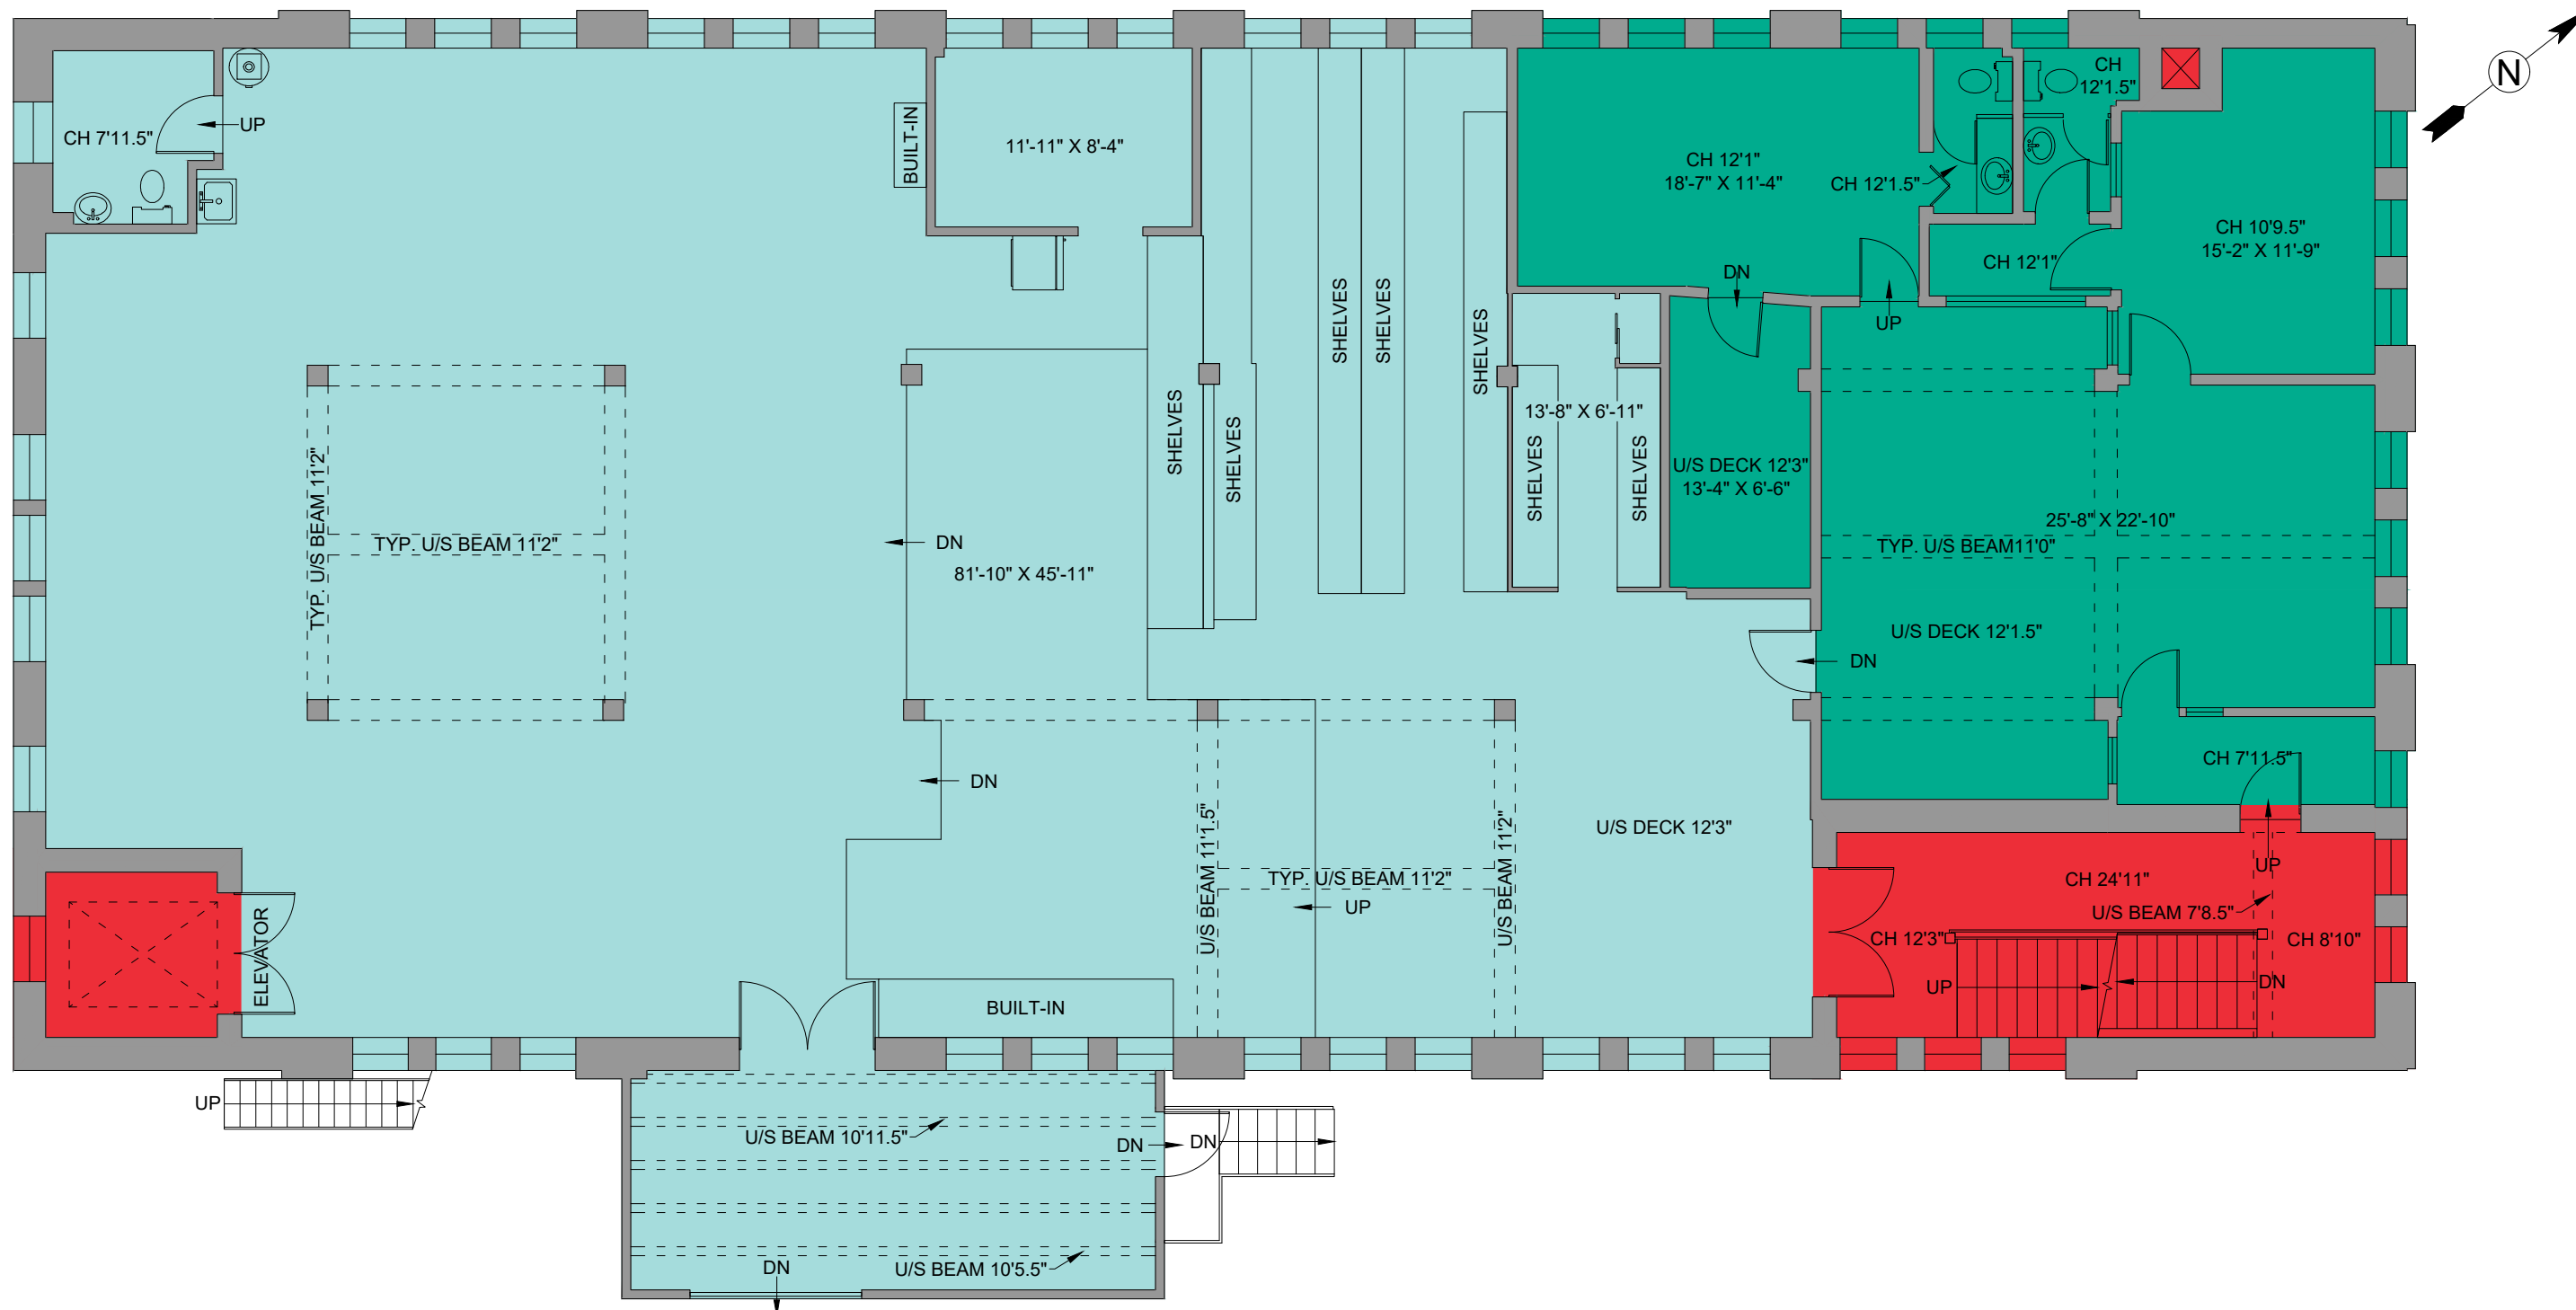 N
CH
12'1.5"
CH 7'11.5"
UP
BUILT-IN
11'-11" X 8'-4"
CH 12'1"
18'-7" X 11'-4"
CH 12'1.5"
CH 10'9.5"
15'-2" X 11'-9"
CH 12'1"
DN
UP
SHELVES
SHELVES
SHELVES
SHELVES
SHELVES
13'-8" X 6'-11"
SHELVES
SHELVES
U/S DECK 12'3"
13'-4" X 6'-6"
TYP. U/S BEAM 11'2"
TYP. U/S BEAM 11'2"
DN
81'-10" X 45'-11"
25'-8" X 22'-10"
TYP. U/S BEAM11'0"
U/S DECK 12'1.5"
DN
DN
CH 7'11.5"
U/S BEAM 11'1.5"
U/S BEAM 11'2"
U/S DECK 12'3"
TYP. U/S BEAM 11'2"
UP
UP
CH 24'11"
U/S BEAM 7'8.5"
CH 12'3"
CH 8'10"
UP
DN
ELEVATOR
BUILT-IN
UP
U/S BEAM 10'11.5"
DN
DN
U/S BEAM 10'5.5"
DN